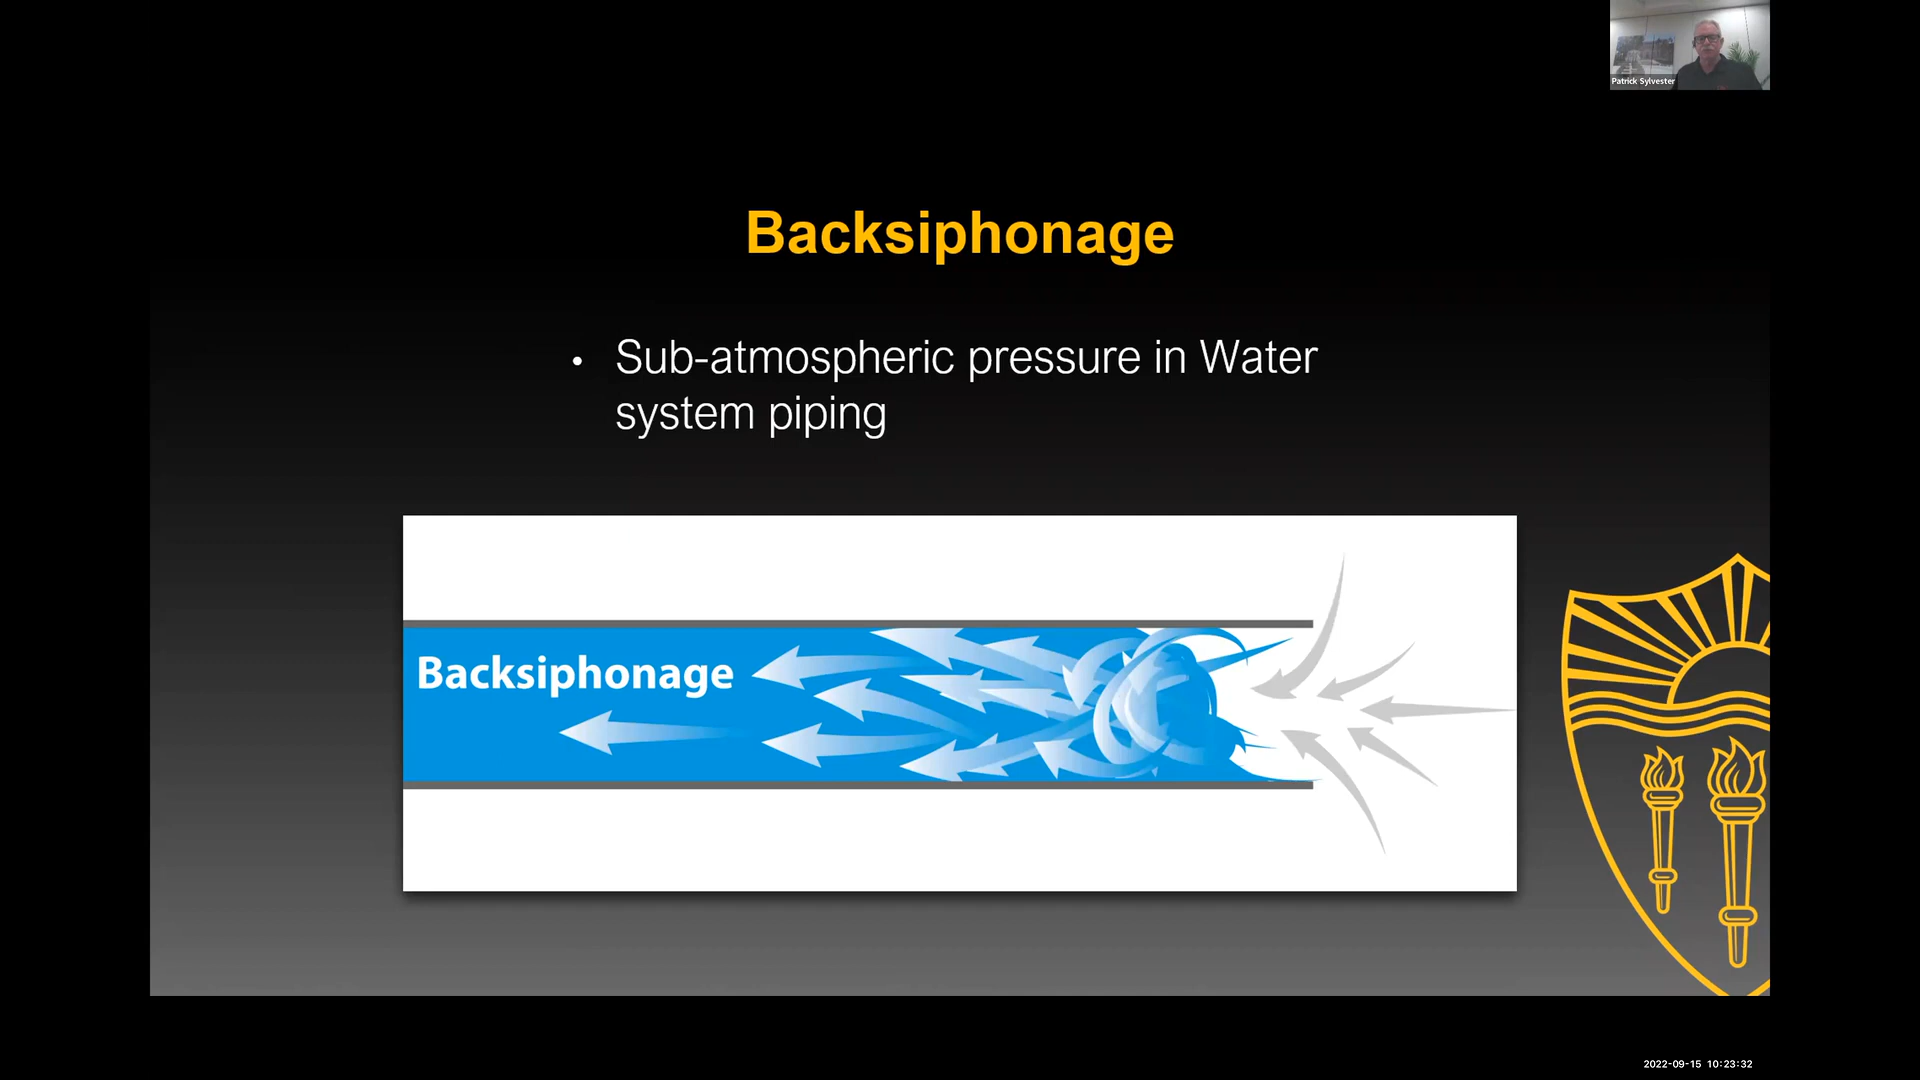 Patrick Sylvester
Backsiphonage
• Sub-atmospheric pressure in Water
system piping
Backsiphonage
2022-09-15 10:23:32